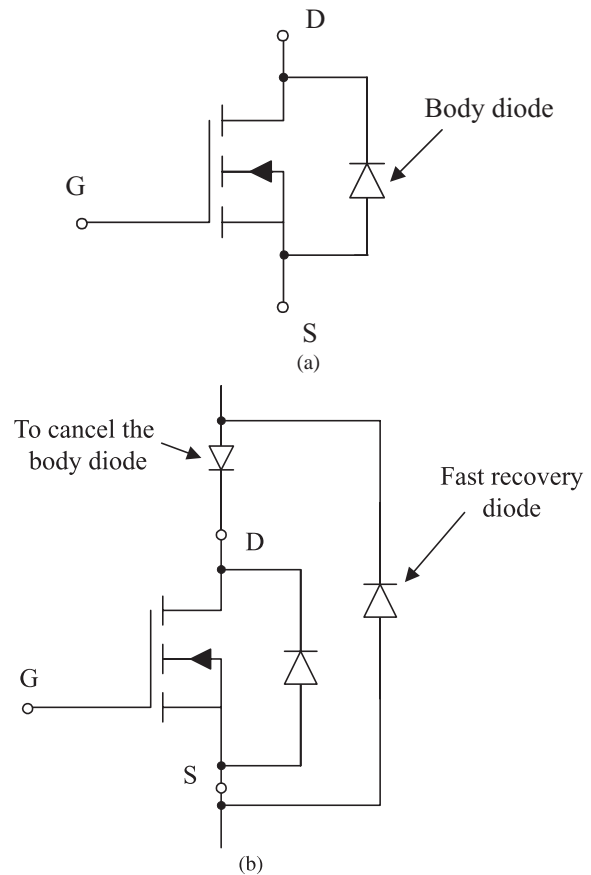 D
Body diode
G
S
(a)
To cancel the
body diode
Fast recovery
diode
D
G
S
(b)